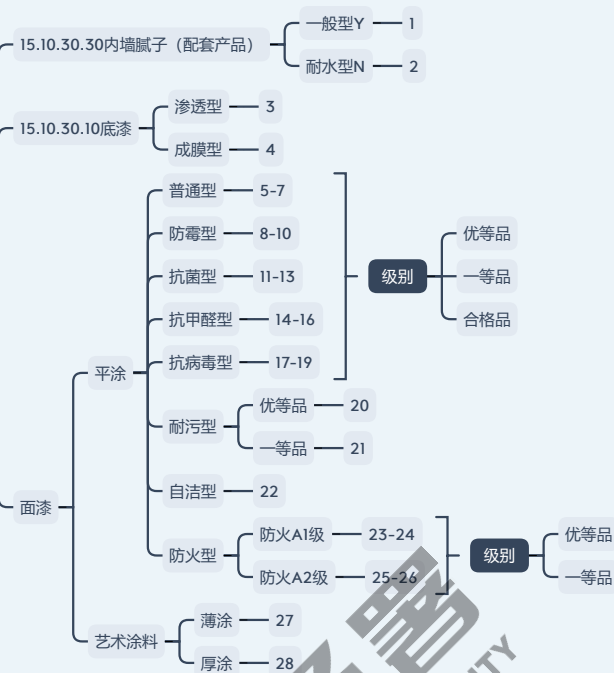 15.10.30.30内墙腻子（配套产品）
一般型Y
1
耐水型N
2
15.10.30.10底漆
渗透型
3
成膜型
4
面漆
平涂
普通型
5-7
防霉型
8-10
抗菌型
11-13
抗甲醛型
14-16
抗病毒型
17-19
级别
优等品
一等品
合格品
耐污型
优等品
20
一等品
21
自洁型
22
防火型
防火A1级
23-24
防火A2级
25-26
级别
优等品
一等品
艺术涂料
薄涂
27
厚涂
28
署
ITY